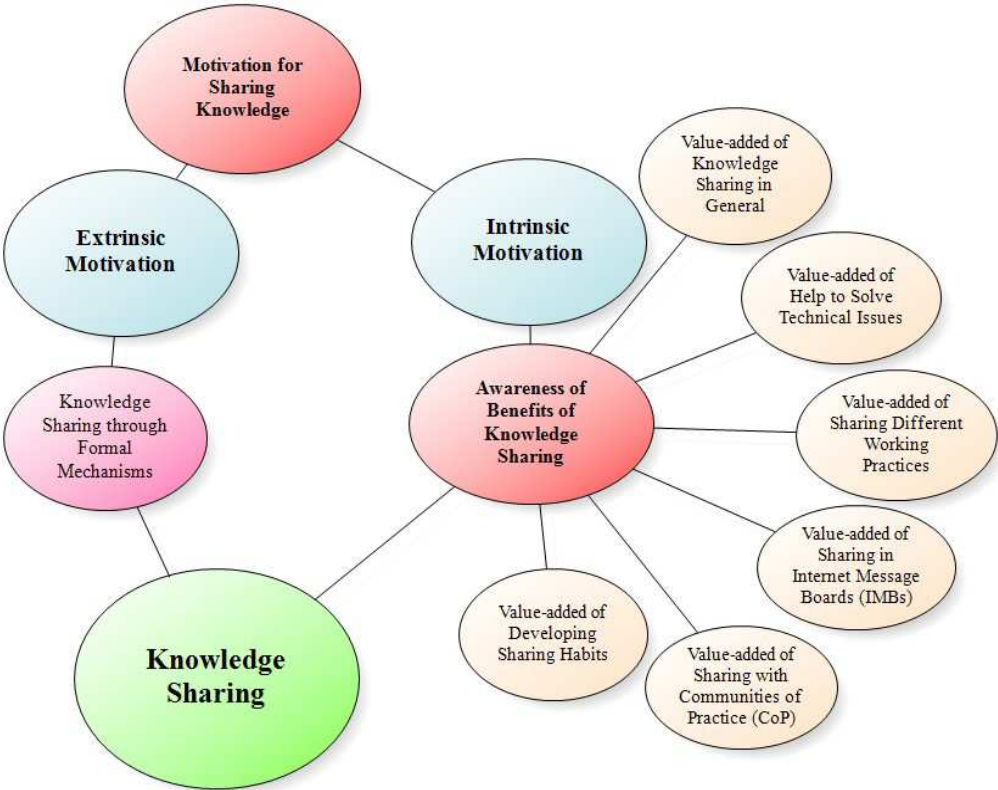 Motivation for
Sharing
Knowledge
Extrinsic
Motivation
Intrinsic
Motivation
Value-added of
Knowledge
Sharing in
General
Value-added of
Help to Solve
Technical Issues
Knowledge
Sharing through
Formal
Mechanisms
Awareness of
Benefits of
Knowledge
Sharing
Value-added of
Sharing Different
Working
Practices
Value-added of
Sharing in
Internet Message
Boards (IMBs)
Knowledge
Sharing
Value-added of
Developing
Sharing Habits
Value-added of
Sharing with
Communities of
Practice (CoP)